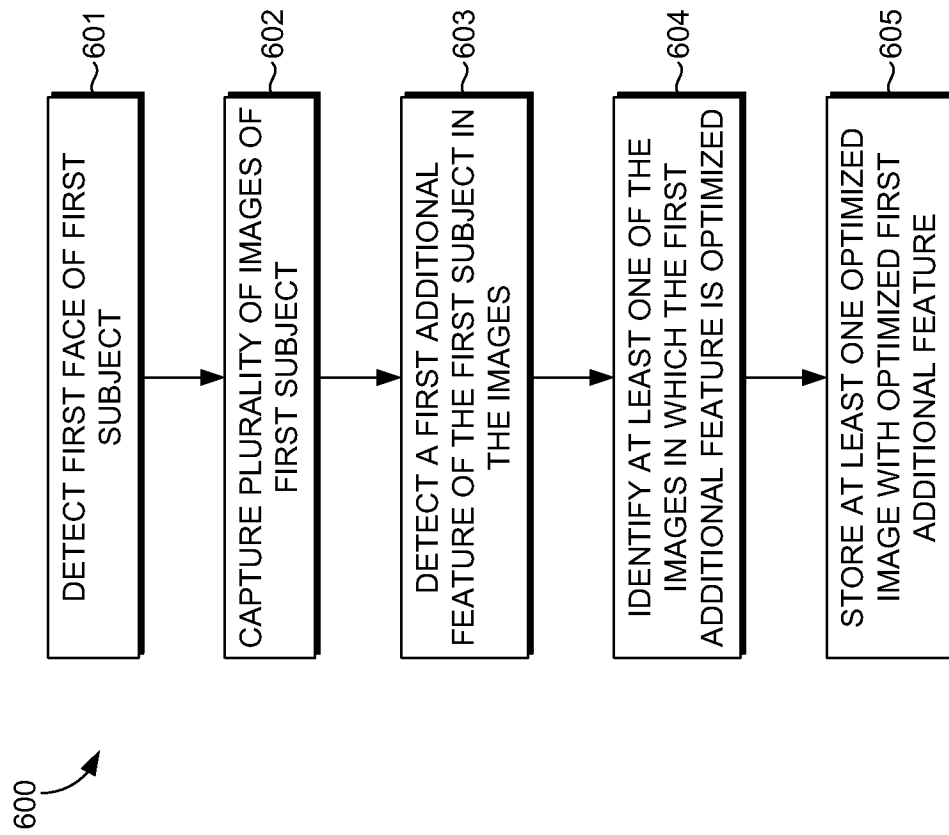 600
601
DETECT FIRST FACE OF FIRST
SUBJECT
602
CAPTURE PLURALITY OF IMAGES OF
FIRST SUBJECT
603
DETECT A FIRST ADDITIONAL
FEATURE OF THE FIRST SUBJECT IN
THE IMAGES
604
IDENTIFY AT LEAST ONE OF THE
IMAGES IN WHICH THE FIRST
ADDITIONAL FEATURE IS OPTIMIZED
605
STORE AT LEAST ONE OPTIMIZED
IMAGE WITH OPTIMIZED FIRST
ADDITIONAL FEATURE